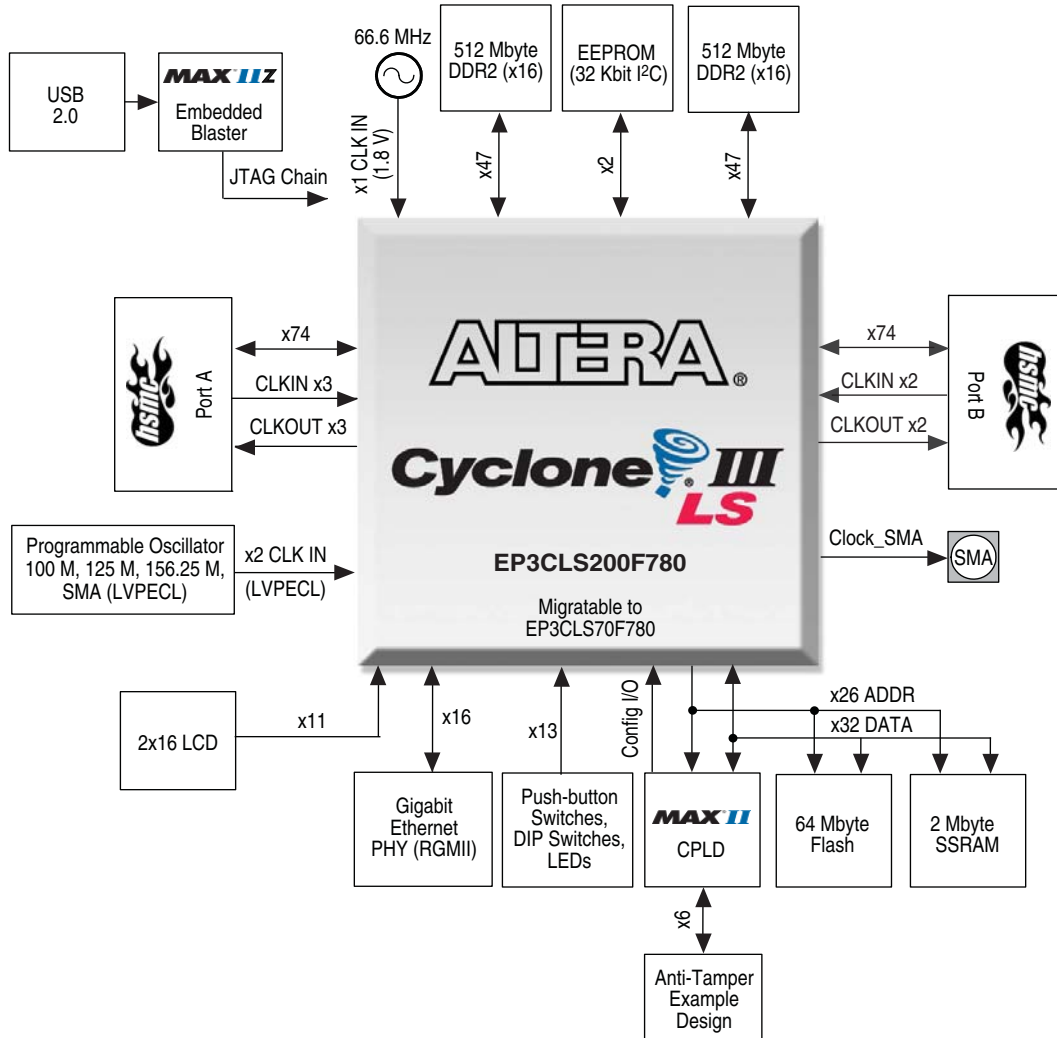 66.6 MHz
USB
2.0
MAX II Z
Embedded
Blaster
JTAG Chain
x1 CLK IN
(1.8 V)
512 Mbyte
DDR2 (x16)
x47
EEPROM
(32 Kbit I²C)
x2
512 Mbyte
DDR2 (x16)
x47
hsmc
Port A
x74
CLKIN x3
CLKOUT x3
ALTERA®
Cyclone® III
LS
EP3CLS200F780
Migratable to
EP3CLS70F780
x74
CLKIN x2
CLKOUT x2
Port B
hsmc
Programmable Oscillator
100 M, 125 M, 156.25 M,
SMA (LVPECL)
x2 CLK IN
(LVPECL)
Clock_SMA
SMA
2x16 LCD
x11
x16
x13
Config I/O
x26 ADDR
x32 DATA
Gigabit
Ethernet
PHY (RGMII)
Push-button
Switches,
DIP Switches,
LEDs
MAX II
CPLD
64 Mbyte
Flash
2 Mbyte
SSRAM
x6
Anti-Tamper
Example
Design